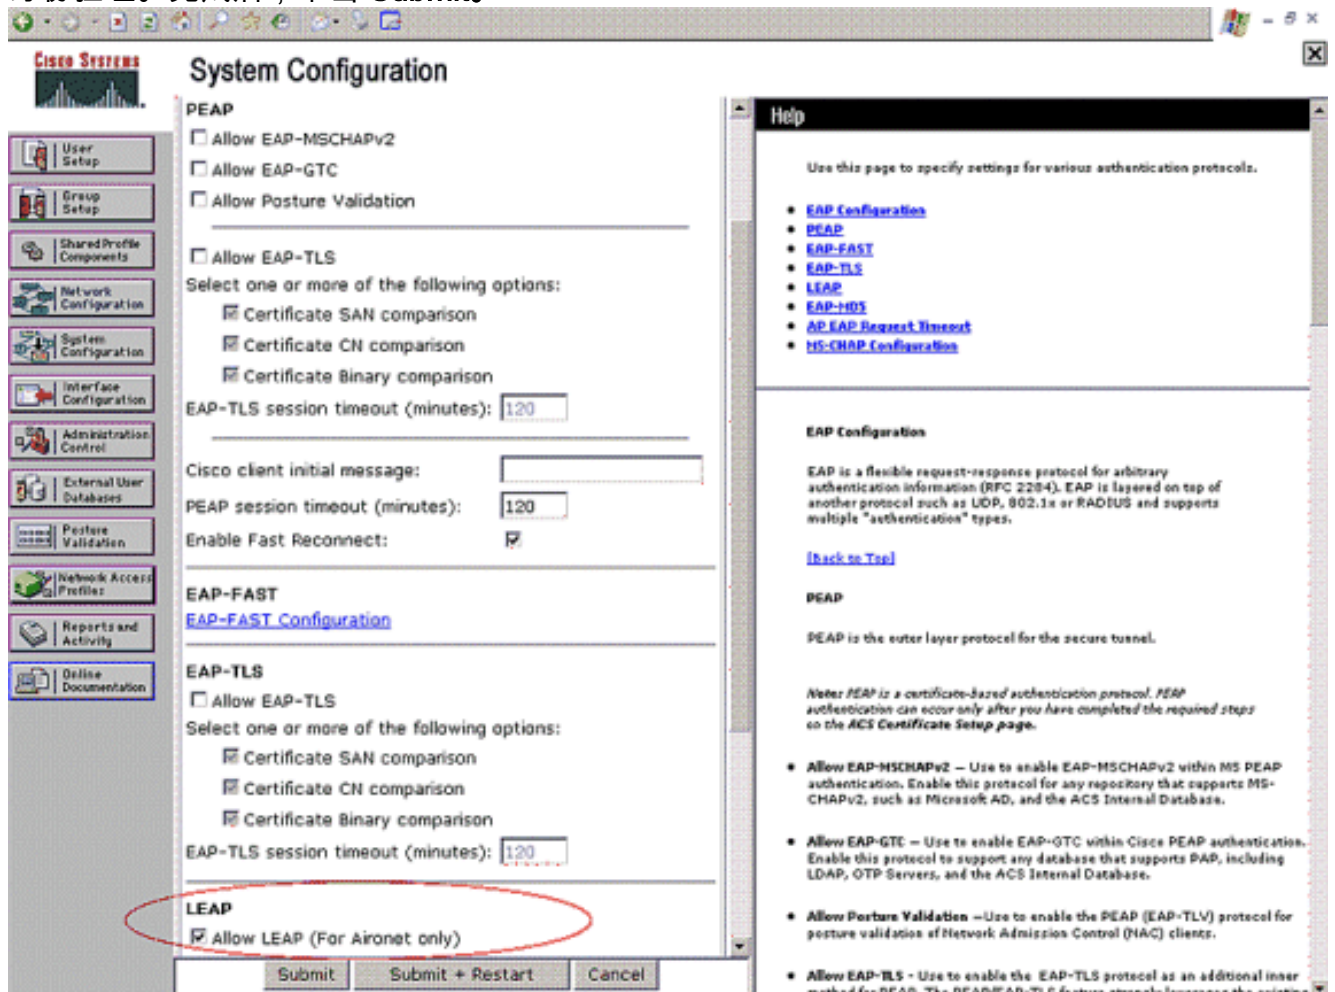 Submit。
CISCO SYSTEMS
System Configuration
User
Setup
Group
Setup
Shared Profile
Components
Network
Configuration
System
Configuration
Interface
Configuration
Administration
Control
External User
Databases
Posture
Validation
Network Access
Profiles
Reports and
Activity
Online
Documentation
PEAP
Allow EAP-MSCHAPv2
Allow EAP-GTC
Allow Posture Validation
Allow EAP-TLS
Select one or more of the following options:
Certificate SAN comparison
Certificate CN comparison
Certificate Binary comparison
EAP-TLS session timeout (minutes): 120
Cisco client initial message:
PEAP session timeout (minutes): 120
Enable Fast Reconnect:
EAP-FAST
EAP-FAST Configuration
EAP-TLS
Allow EAP-TLS
Select one or more of the following options:
Certificate SAN comparison
Certificate CN comparison
Certificate Binary comparison
EAP-TLS session timeout (minutes): 120
LEAP
Allow LEAP (For Aironet only)
Submit Submit + Restart Cancel
Help
Use this page to specify settings for various authentication protocols.
EAP Configuration
PEAP
EAP-FAST
EAP-TLS
LEAP
EAP-MD5
AP EAP Request Timeout
MS-CHAP Configuration
EAP Configuration
EAP is a flexible request-response protocol for arbitrary
authentication information (RFC 2284). EAP is layered on top of
another protocol such as UDP, 802.1x or RADIUS and supports
multiple "authentication" types.
[Back to Top]
PEAP
PEAP is the outer layer protocol for the secure tunnel.
Note: PEAP is a certificate-based authentication protocol. PEAP
authentication can occur only after you have completed the required steps
on the ACS Certificate Setup page.
Allow EAP-MSCHAPv2 — Use to enable EAP-MSCHAPv2 within MS PEAP
authentication. Enable this protocol for any repository that supports MS-
CHAPv2, such as Microsoft AD, and the ACS Internal Database.
Allow EAP-GTC — Use to enable EAP-GTC within Cisco PEAP authentication.
Enable this protocol to support any database that supports PAP, including
LDAP, OTP Servers, and the ACS Internal Database.
Allow Posture Validation —Use to enable the PEAP (EAP-TLV) protocol for
posture validation of Network Admission Control (NAC) clients.
Allow EAP-TLS - Use to enable the EAP-TLS protocol as an additional inner